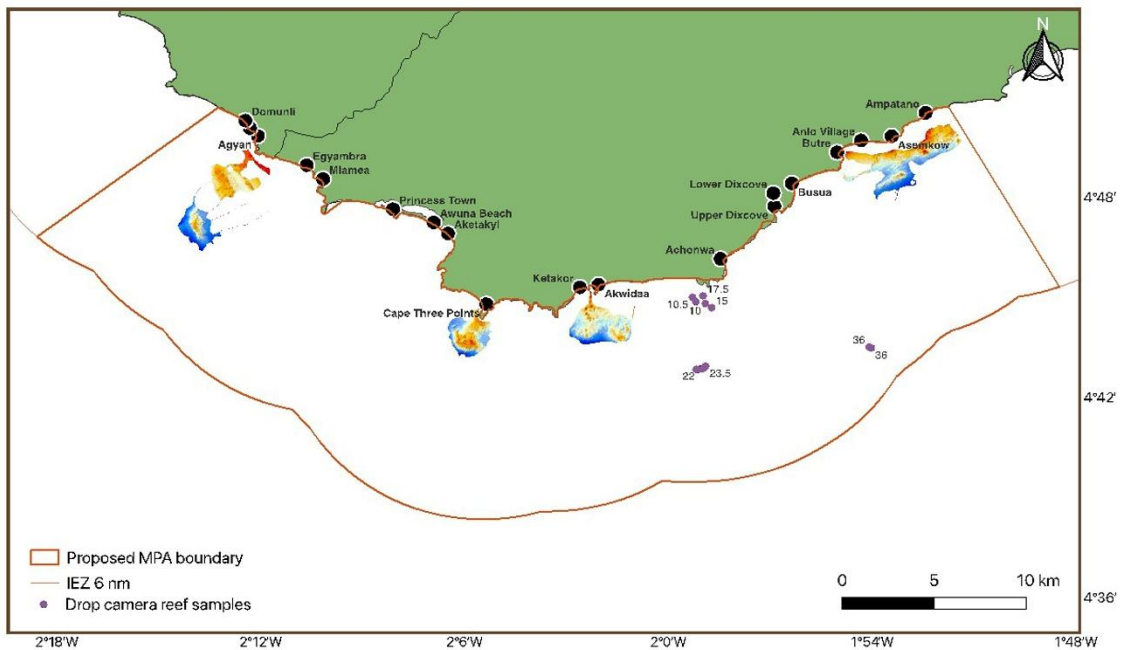 N
Domunli
Agyan
Egyambra
Miamea
Princess Town
Awuna Beach
Aketakyi
Cape Three Points
Ketakor
Akwidaa
Achonwa
Upper Dixcove
Lower Dixcove
Busua
Butre
Anlo Village
Asemkow
Ampatano
17.5
10.5
10
15
36
36
22
23.5
4°48'
4°42'
4°36'
Proposed MPA boundary
IEZ 6 nm
Drop camera reef samples
0 5 10 km
2°18'W 2°12'W 2°6'W 2°0'W 1°54'W 1°48'W